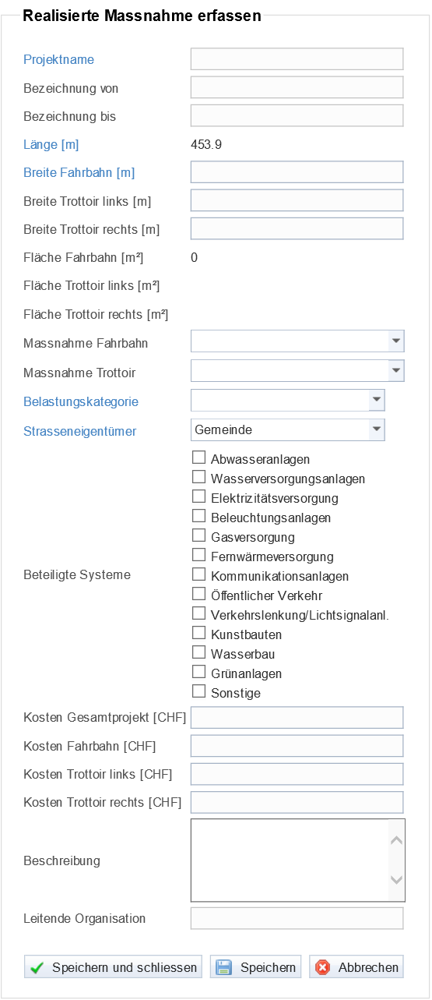 Realisierte Massnahme erfassen
Projektname
Bezeichnung von
Bezeichnung bis
Länge [m] 453.9
Breite Fahrbahn [m]
Breite Trottoir links [m]
Breite Trottoir rechts [m]
Fläche Fahrbahn [m²] 0
Fläche Trottoir links [m²]
Fläche Trottoir rechts [m²]
Massnahme Fahrbahn
Massnahme Trottoir
Belastungskategorie
Strasseneigentümer Gemeinde
Abwasseranlagen
Wasserversorgungsanlagen
Elektrizitätsversorgung
Beleuchtungsanlagen
Gasversorgung
Fernwärmeversorgung
Beteiligte Systeme Kommunikationsanlagen
Öffentlicher Verkehr
Verkehrslenkung/Lichtsignalanl.
Kunstbauten
Wasserbau
Grünanlagen
Sonstige
Kosten Gesamtprojekt [CHF]
Kosten Fahrbahn [CHF]
Kosten Trottoir links [CHF]
Kosten Trottoir rechts [CHF]
Beschreibung
Leitende Organisation
Speichern und schliessen Speichern Abbrechen